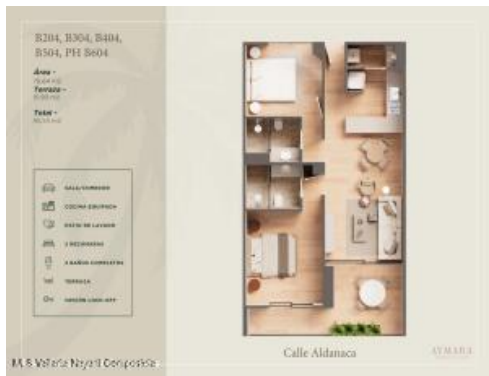 B204, B304, B404,
B504, PH B604
Area -
Terraza -
Total -
SALA/COMEDOR
COCINA EQUIPADA
PATIO DE LAVADO
2 RECÁMARAS
2 BAÑOS COMPLETOS
TERRAZA
OPCIÓN LOCK-OFF
Calle Aldanaca
AYMARA
MLS Vallarta Nayarit Compostela